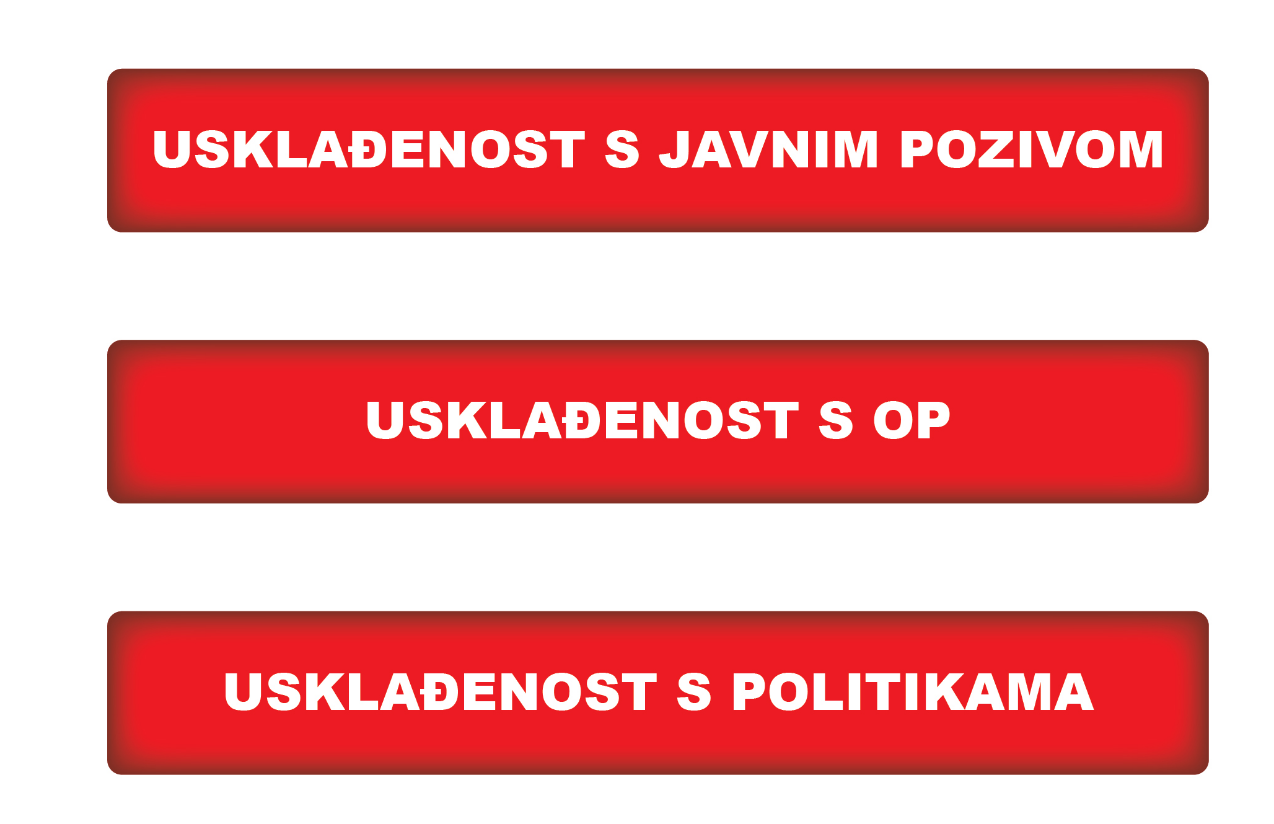 USKLAĐENOST S JAVNIM POZIVOM
USKLAĐENOST S OP
USKLAĐENOST S POLITIKAMA